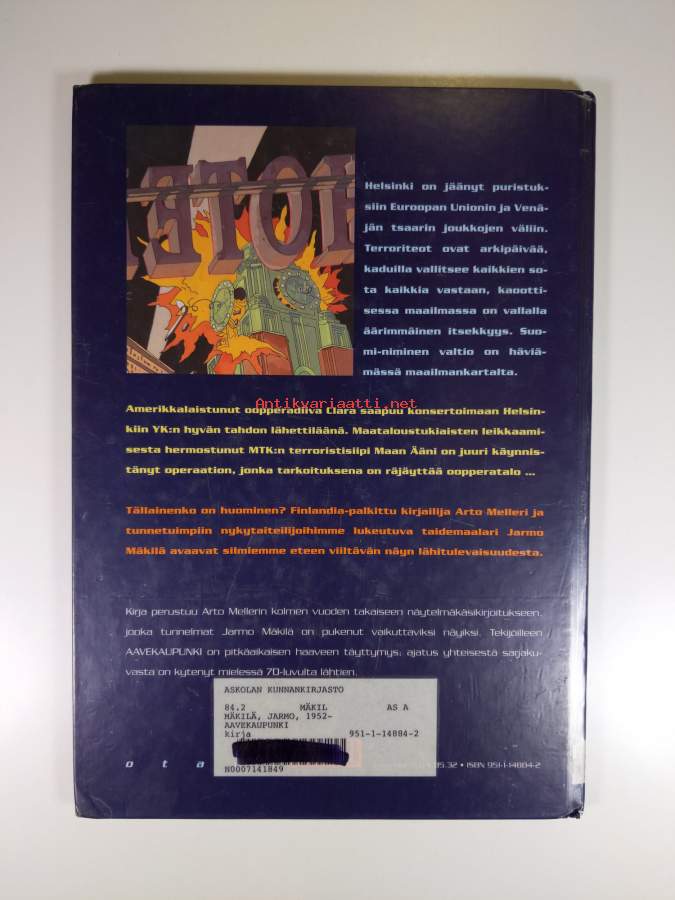 HOTE
Helsinki on jäänyt puristuk-
siin Euroopan Unionin ja Venä-
jän tsaarin joukkojen väliin.
Terroriteot ovat arkipäivää,
kaduilla vallitsee kaikkien so-
ta kaikkia vastaan, kaootti-
sessa maailmassa on vallalla
äärimmäinen itsekkyys. Suo-
mi-niminen valtio on häviä-
mässä maailmankartalta.
Antikvariaatti.net
Amerikkalaistunut oopperadiiva Clara saapuu konsertoimaan Helsin-
kiin YK:n hyvän tahdon lähettiläänä. Maataloustukiaisten leikkaami-
sesta hermostunut MTK:n terroristisiipi Maan Ääni on juuri käynnis-
tänyt operaation, jonka tarkoituksena on räjäyttää oopperatalo ...
Tällainenko on huominen? Finlandia-palkittu kirjailija Arto Melleri ja
tunnetuimpiin nykytaiteilijoihimme lukeutuva taidemaalari Jarmo
Mäkilä avaavat silmiemme eteen viiltävän näyn lähitulevaisuudesta.
Kirja perustuu Arto Mellerin kolmen vuoden takaiseen näytelmäkäsikirjoitukseen,
jonka tunnelmat Jarmo Mäkilä on pukenut vaikuttaviksi näyiksi. Tekijöilleen
AAVEKAUPUNKI on pitkäaikaisen haaveen täyttymys; ajatus yhteisestä sarjaku-
vasta on kytenyt mielessä 70-luvulta lähtien.
ASKOLAN KUNNANKIRJASTO
84.2 MÄKIL AS A
MÄKILÄ, JARMO, 1952-
AAVEKAUPUNKI
kirja 951-1-14884-2
N0007141849
o t a
• ISBN 951-1-14884-2